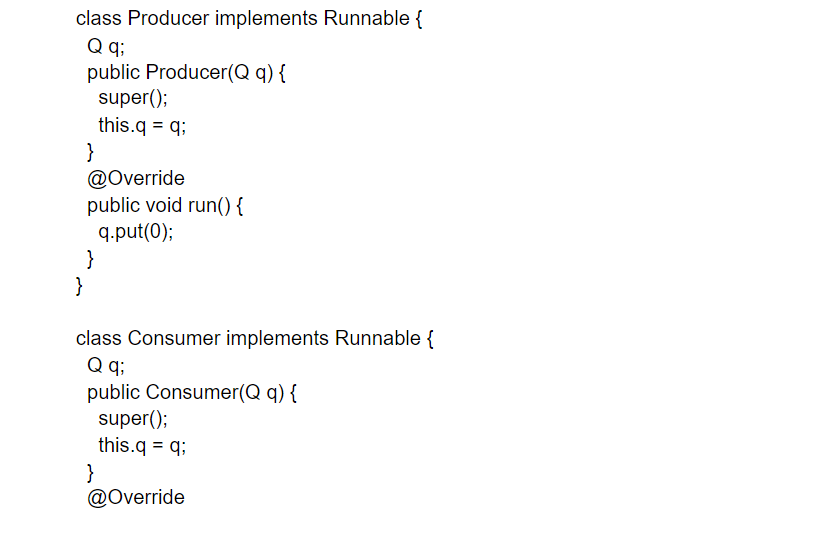 class Producer implements Runnable {
Q q;
public Producer(Q q) {
super();
this.q = q;
}
@Override
public void run() {
q.put(0);
}
}
class Consumer implements Runnable {
Q q;
public Consumer(Q q) {
super();
this.q = q;
}
@Override